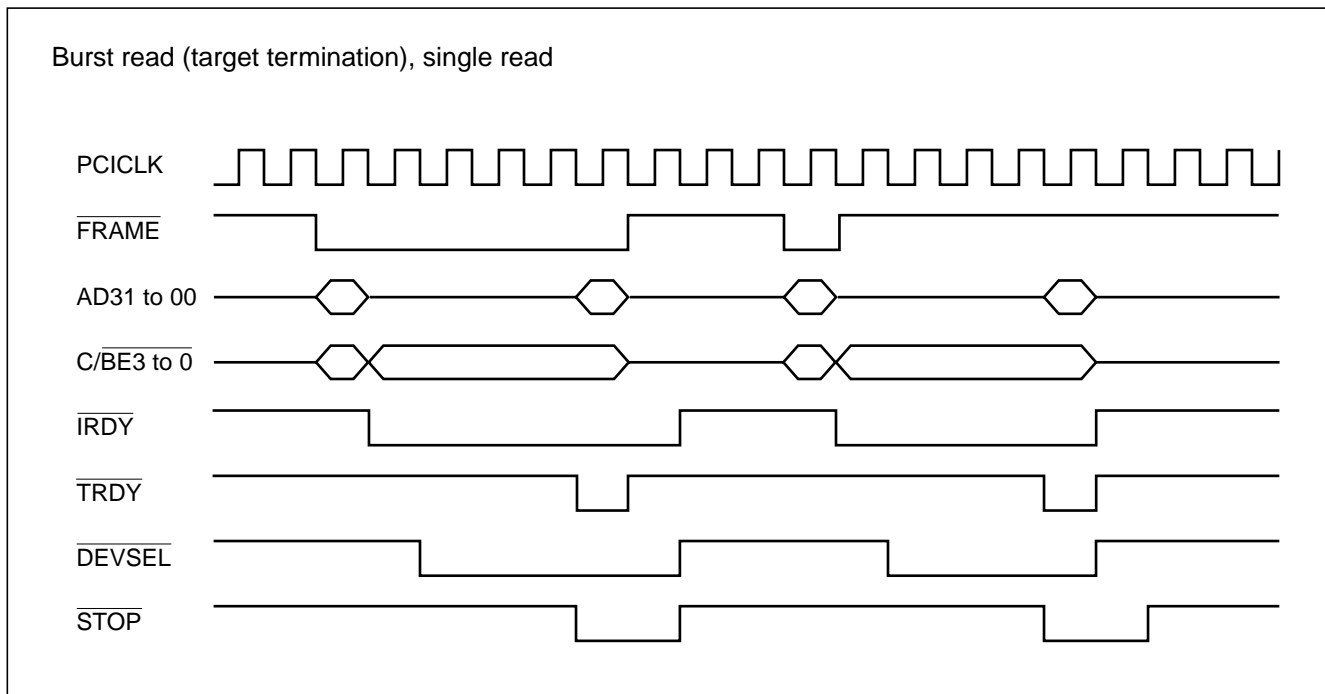 Burst read (target termination), single read
PCICLK
FRAME
AD31 to 00
C/BE3 to 0
IRDY
TRDY
DEVSEL
STOP